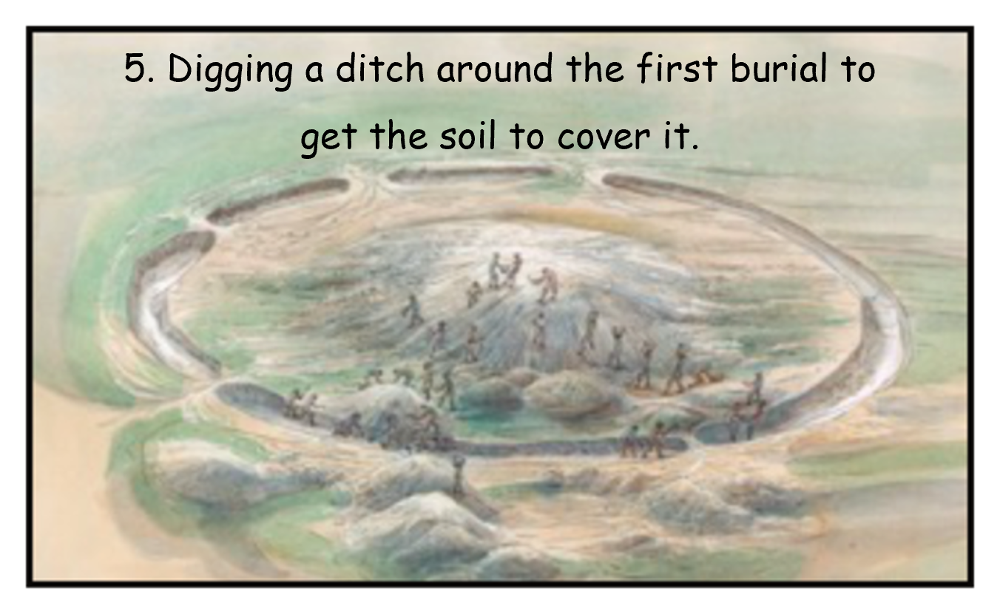 5. Digging a ditch around the first burial to
get the soil to cover it.